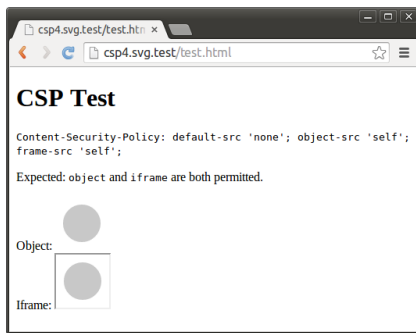 csp4.svg.test/test.htn ×
csp4.svg.test/test.html
CSP Test
Content-Security-Policy: default-src 'none'; object-src 'self';
frame-src 'self';
Expected: object and iframe are both permitted.
Object:
Iframe: